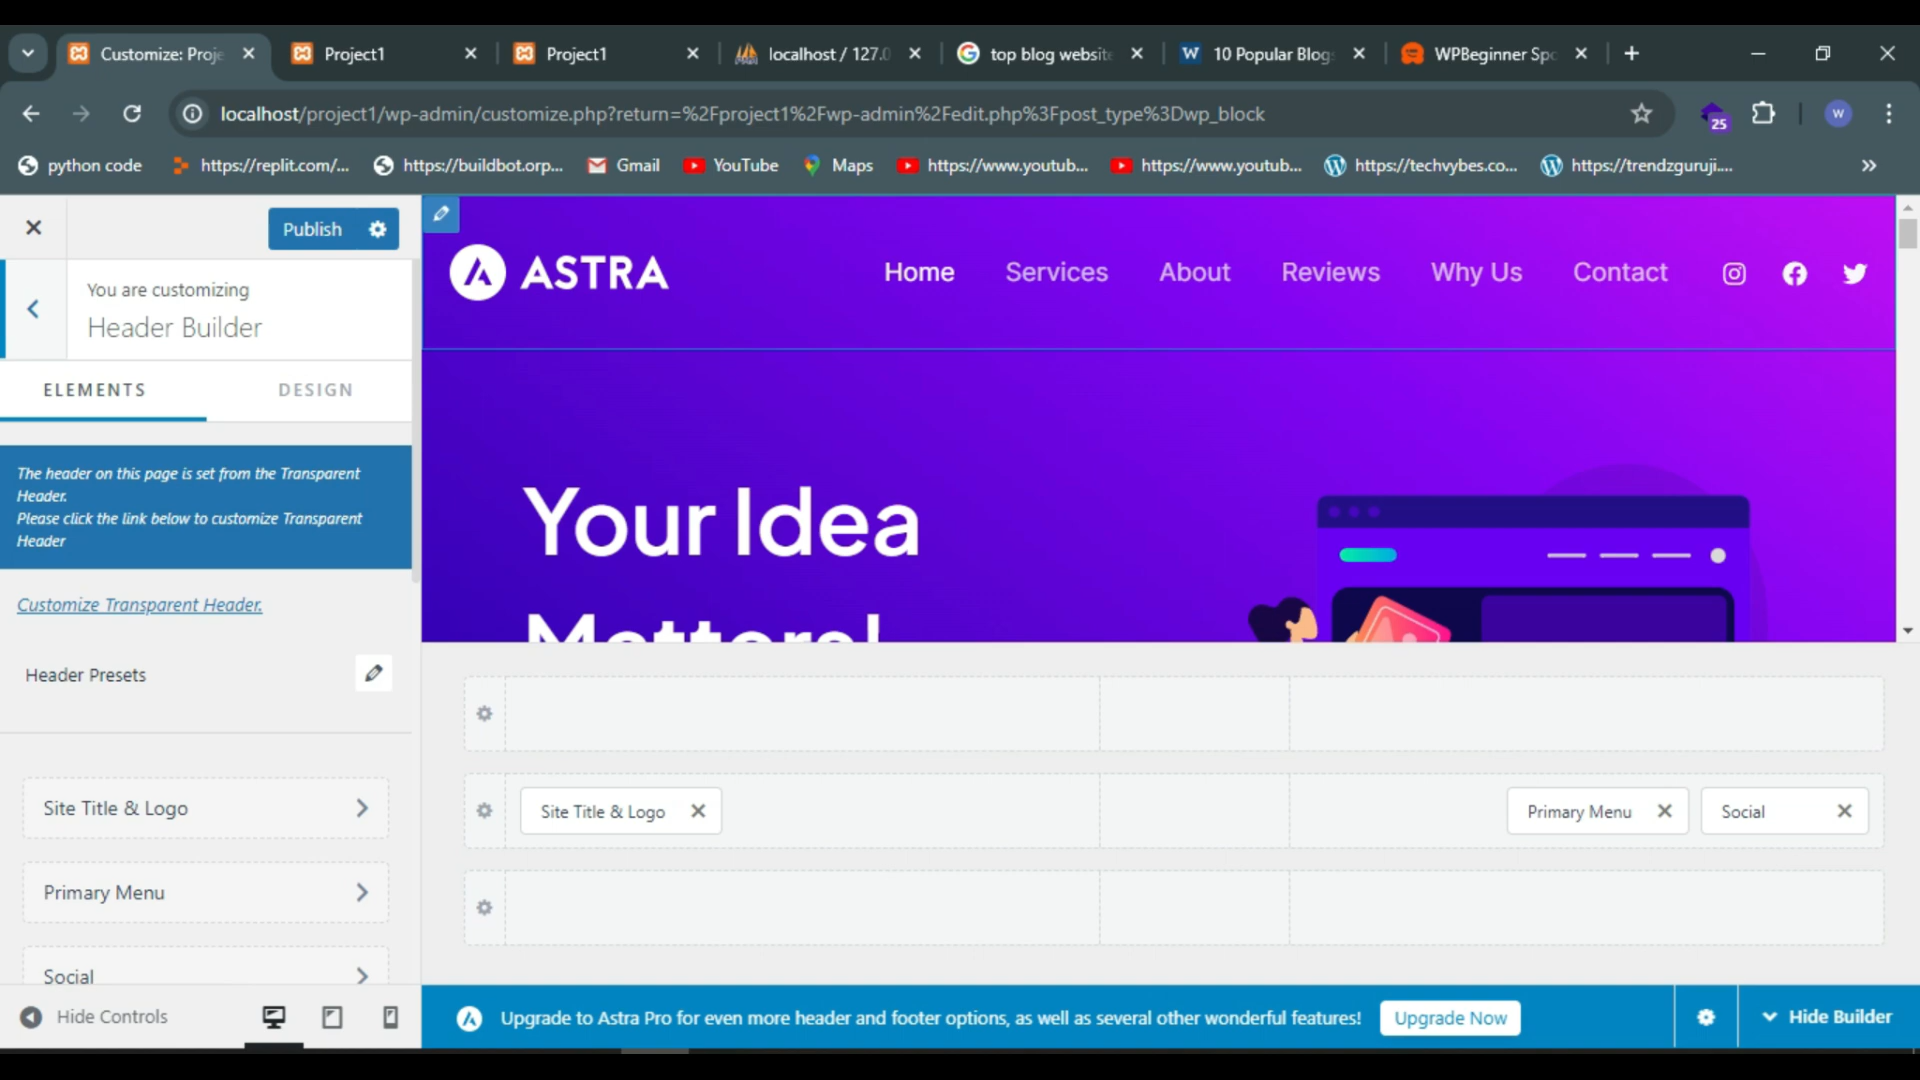 Customize: Proje
Project1
Project1
localhost / 127.0
top blog website
10 Popular Blog
WPBeginner Spo
localhost/project1/wp-admin/customize.php?return=%2Fproject1%2Fwp-admin%2Fedit.php%3Fpost_type%3Dwp_block
25
W
python code
https://replit.com/...
https://buildbot.orp...
Gmail
YouTube
Maps
https://www.youtub...
https://www.youtub...
https://techvybes.co...
https://trendzguruji....
Publish
You are customizing
Header Builder
ELEMENTS
DESIGN
The header on this page is set from the Transparent
Header.
Please click the link below to customize Transparent
Header
Customize Transparent Header.
Header Presets
Site Title & Logo
Primary Menu
Social
Hide Controls
ASTRA
Home
Services
About
Reviews
Why Us
Contact
Your Idea
Matters!
Site Title & Logo
Primary Menu
Social
Upgrade to Astra Pro for even more header and footer options, as well as several other wonderful features!
Upgrade Now
Hide Builder